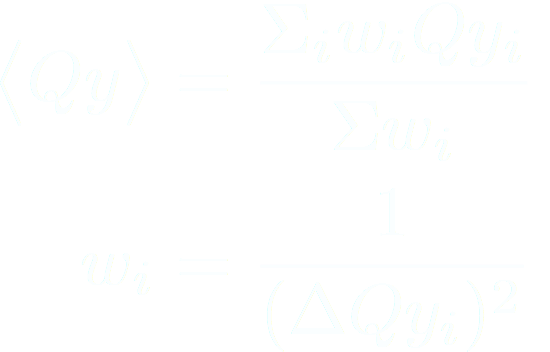 ⟨Qy⟩ = Σᵢ wᵢ Qyᵢ / Σwᵢ
wᵢ = 1 / (ΔQyᵢ)²